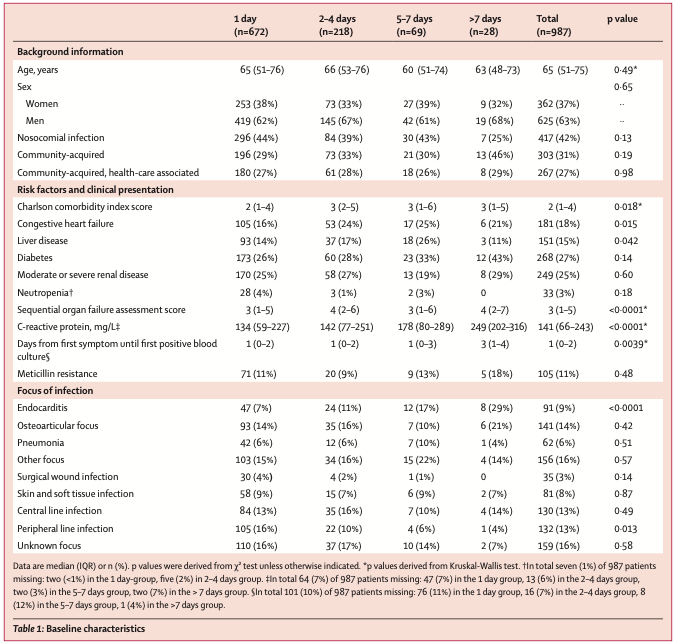 1 day 2–4 days 5–7 days >7 days Total p value
(n=672) (n=218) (n=69) (n=28) (n=987)
Background information
Age, years 65 (51–76) 66 (53–76) 60 (51–74) 63 (48–73) 65 (51–75) 0·49*
Sex 0·65
Women 253 (38%) 73 (33%) 27 (39%) 9 (32%) 362 (37%) ··
Men 419 (62%) 145 (67%) 42 (61%) 19 (68%) 625 (63%) ··
Nosocomial infection 296 (44%) 84 (39%) 30 (43%) 7 (25%) 417 (42%) 0·13
Community-acquired 196 (29%) 73 (33%) 21 (30%) 13 (46%) 303 (31%) 0·19
Community-acquired, health-care associated 180 (27%) 61 (28%) 18 (26%) 8 (29%) 267 (27%) 0·98
Risk factors and clinical presentation
Charlson comorbidity index score 2 (1–4) 3 (2–5) 3 (1–6) 3 (1–5) 2 (1–4) 0·018*
Congestive heart failure 105 (16%) 53 (24%) 17 (25%) 6 (21%) 181 (18%) 0·015
Liver disease 93 (14%) 37 (17%) 18 (26%) 3 (11%) 151 (15%) 0·042
Diabetes 173 (26%) 60 (28%) 23 (33%) 12 (43%) 268 (27%) 0·14
Moderate or severe renal disease 170 (25%) 58 (27%) 13 (19%) 8 (29%) 249 (25%) 0·60
Neutropenia† 28 (4%) 3 (1%) 2 (3%) 0 33 (3%) 0·18
Sequential organ failure assessment score 3 (1–5) 4 (2–6) 3 (1–6) 4 (2–7) 3 (1–5) <0·0001*
C-reactive protein, mg/L‡ 134 (59–227) 142 (77–251) 178 (80–289) 249 (202–316) 141 (66–243) <0·0001*
Days from first symptom until first positive blood 1 (0–2) 1 (0–2) 1 (0–3) 3 (1–4) 1 (0–2) 0·0039*
culture§
Meticillin resistance 71 (11%) 20 (9%) 9 (13%) 5 (18%) 105 (11%) 0·48
Focus of infection
Endocarditis 47 (7%) 24 (11%) 12 (17%) 8 (29%) 91 (9%) <0·0001
Osteoarticular focus 93 (14%) 35 (16%) 7 (10%) 6 (21%) 141 (14%) 0·42
Pneumonia 42 (6%) 12 (6%) 7 (10%) 1 (4%) 62 (6%) 0·51
Other focus 103 (15%) 34 (16%) 15 (22%) 4 (14%) 156 (16%) 0·57
Surgical wound infection 30 (4%) 4 (2%) 1 (1%) 0 35 (3%) 0·14
Skin and soft tissue infection 58 (9%) 15 (7%) 6 (9%) 2 (7%) 81 (8%) 0·87
Central line infection 84 (13%) 35 (16%) 7 (10%) 4 (14%) 130 (13%) 0·49
Peripheral line infection 105 (16%) 22 (10%) 4 (6%) 1 (4%) 132 (13%) 0·013
Unknown focus 110 (16%) 37 (17%) 10 (14%) 2 (7%) 159 (16%) 0·58
Data are median (IQR) or n (%). p values were derived from χ² test unless otherwise indicated. *p values derived from Kruskal-Wallis test. †In total seven (1%) of 987 patients
missing: two (<1%) in the 1 day-group, five (2%) in 2–4 days group. ‡In total 64 (7%) of 987 patients missing: 47 (7%) in the 1 day group, 13 (6%) in the 2–4 days group,
two (3%) in the 5–7 days group, two (7%) in the > 7 days group. §In total 101 (10%) of 987 patients missing: 76 (11%) in the 1 day group, 16 (7%) in the 2–4 days group, 8
(12%) in the 5–7 days group, 1 (4%) in the >7 days group.
Table 1: Baseline characteristics